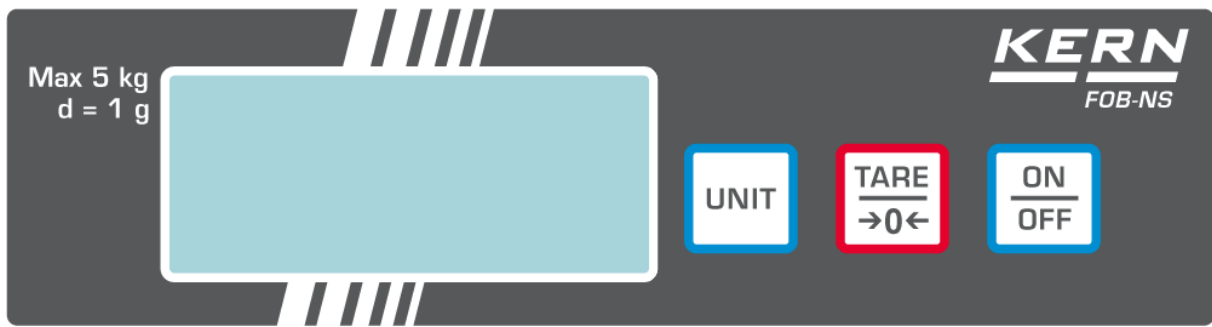 Max 5 kg
d = 1 g
KERN
FOB-NS
UNIT
TARE
→0←
ON
OFF